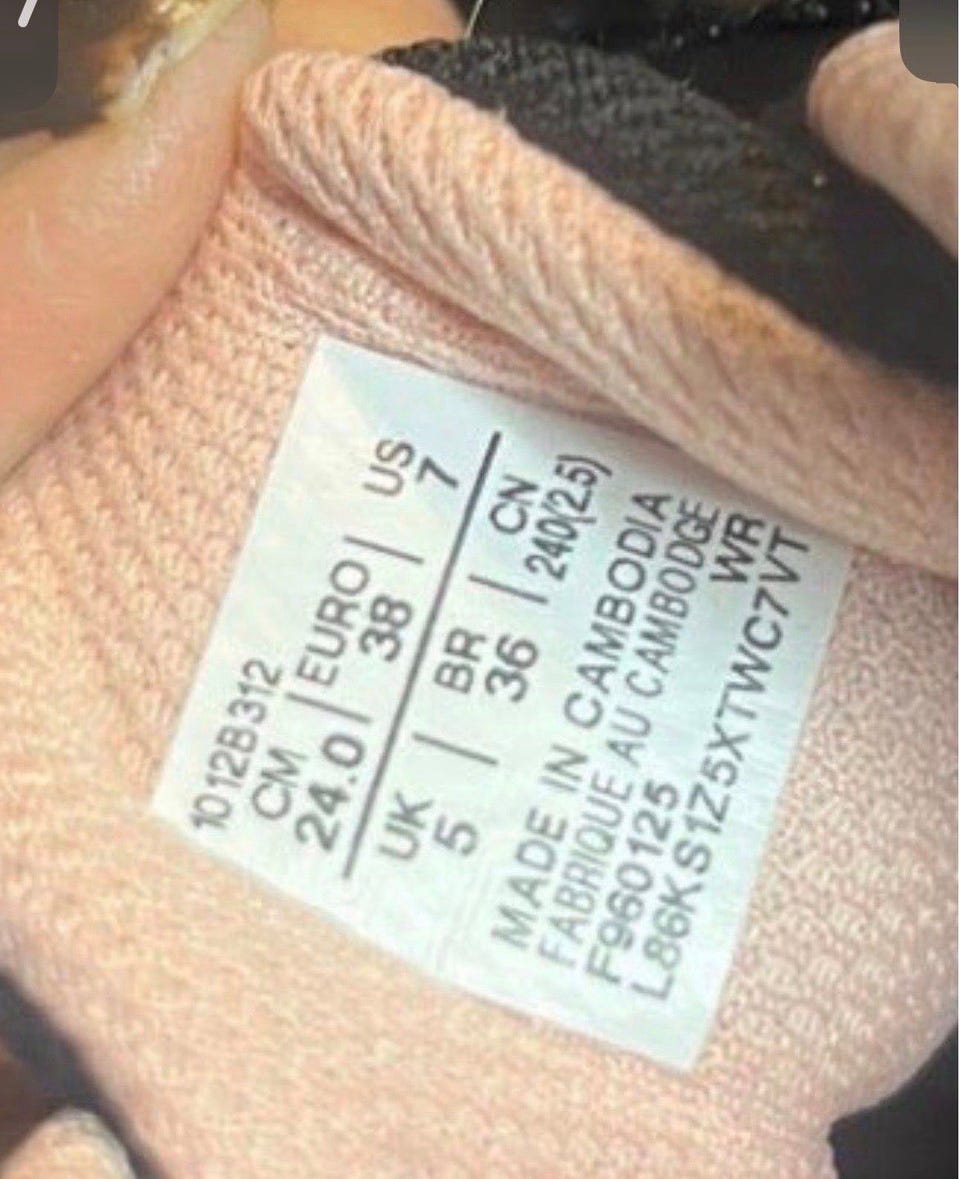 1012B312
CM | EURO | US
24.0 | 38 | 7
UK | BR | CN
5 | 36 | 240(2.5)
MADE IN CAMBODIA
FABRIQUE AU CAMBODGE
F960125 WR
L86KS1Z5XTWC7VT